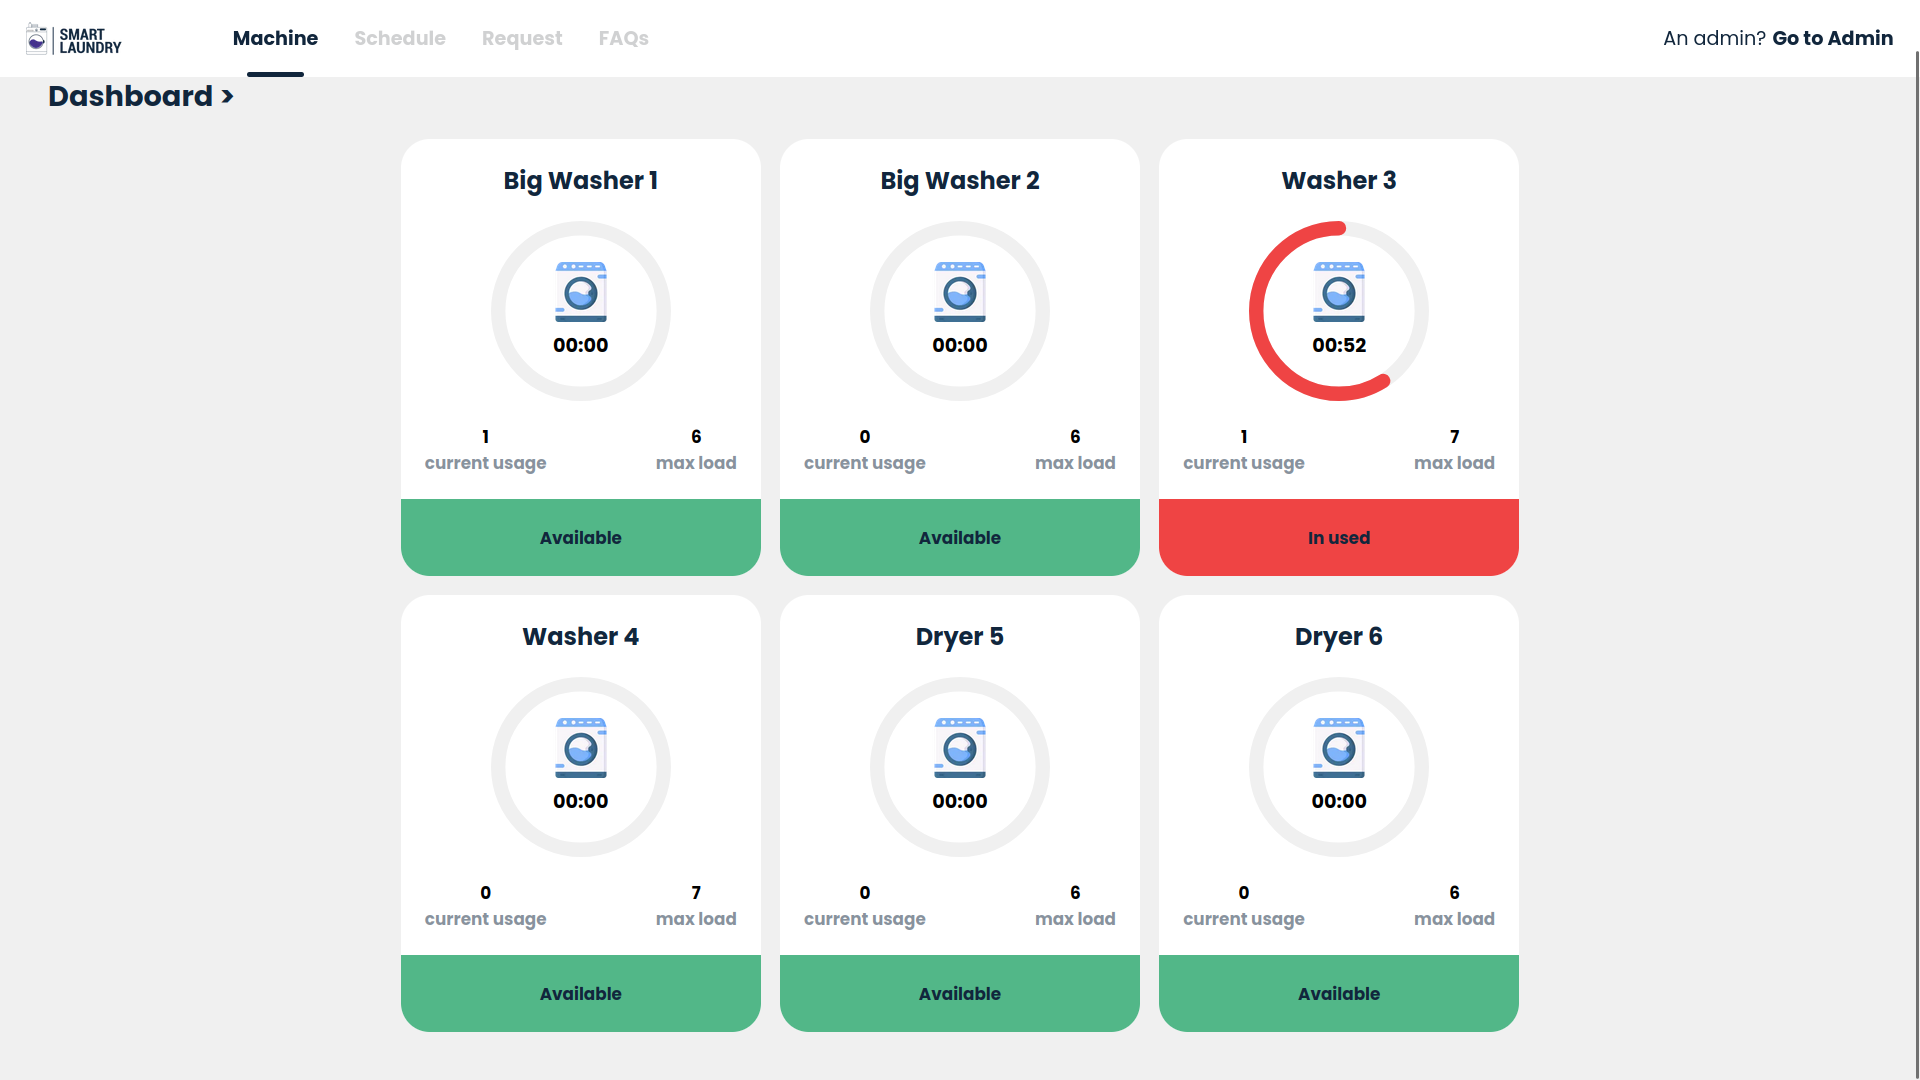 SMART
LAUNDRY
Machine
Schedule
Request
FAQs
An admin? Go to Admin
Dashboard >
Big Washer 1
00:00
1
6
current usage
max load
Available
Big Washer 2
00:00
0
6
current usage
max load
Available
Washer 3
00:52
1
7
current usage
max load
In used
Washer 4
00:00
0
7
current usage
max load
Available
Dryer 5
00:00
0
6
current usage
max load
Available
Dryer 6
00:00
0
6
current usage
max load
Available